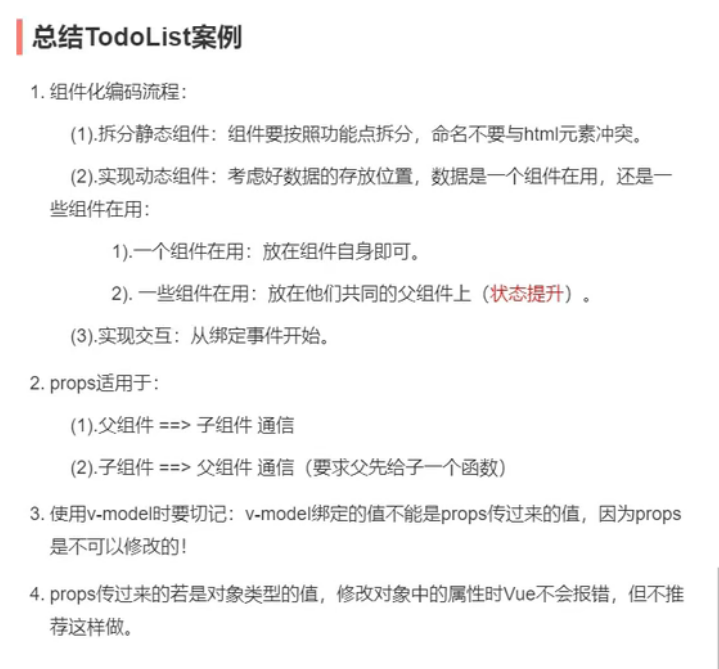 总结TodoList案例
1. 组件化编码流程：
(1).拆分静态组件：组件要按照功能点拆分，命名不要与html元素冲突。
(2).实现动态组件：考虑好数据的存放位置，数据是一个组件在用，还是一
些组件在用：
1).一个组件在用：放在组件自身即可。
2). 一些组件在用：放在他们共同的父组件上（状态提升）。
(3).实现交互：从绑定事件开始。
2. props适用于：
(1).父组件 ==> 子组件 通信
(2).子组件 ==> 父组件 通信（要求父先给子一个函数）
3. 使用v-model时要切记：v-model绑定的值不能是props传过来的值，因为props
是不可以修改的！
4. props传过来的若是对象类型的值，修改对象中的属性时Vue不会报错，但不推
荐这样做。